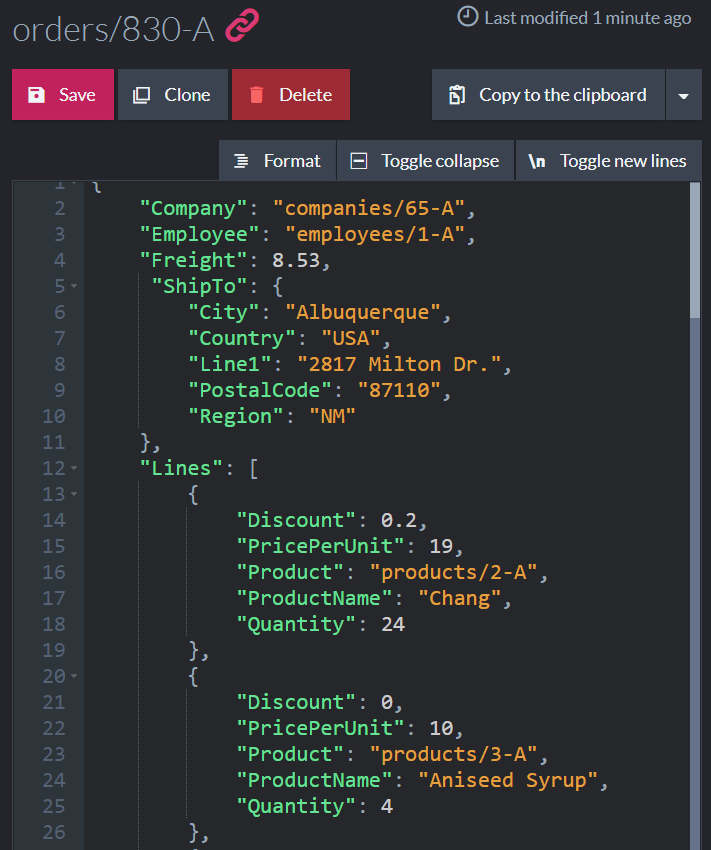 orders/830-A
Last modified 1 minute ago
Save
Clone
Delete
Copy to the clipboard
Format
Toggle collapse
\n Toggle new lines
1 {
2 "Company": "companies/65-A",
3 "Employee": "employees/1-A",
4 "Freight": 8.53,
5 "ShipTo": {
6 "City": "Albuquerque",
7 "Country": "USA",
8 "Line1": "2817 Milton Dr.",
9 "PostalCode": "87110",
10 "Region": "NM"
11 },
12 "Lines": [
13 {
14 "Discount": 0.2,
15 "PricePerUnit": 19,
16 "Product": "products/2-A",
17 "ProductName": "Chang",
18 "Quantity": 24
19 },
20 {
21 "Discount": 0,
22 "PricePerUnit": 10,
23 "Product": "products/3-A",
24 "ProductName": "Aniseed Syrup",
25 "Quantity": 4
26 },